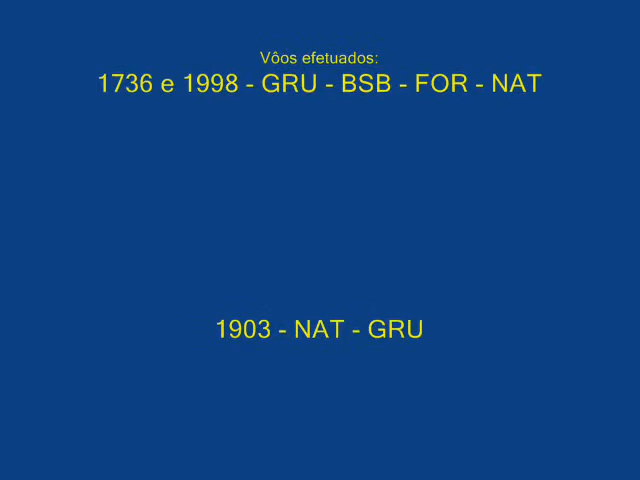 Vôos efetuados:
1736 e 1998 - GRU - BSB - FOR - NAT
1903 - NAT - GRU